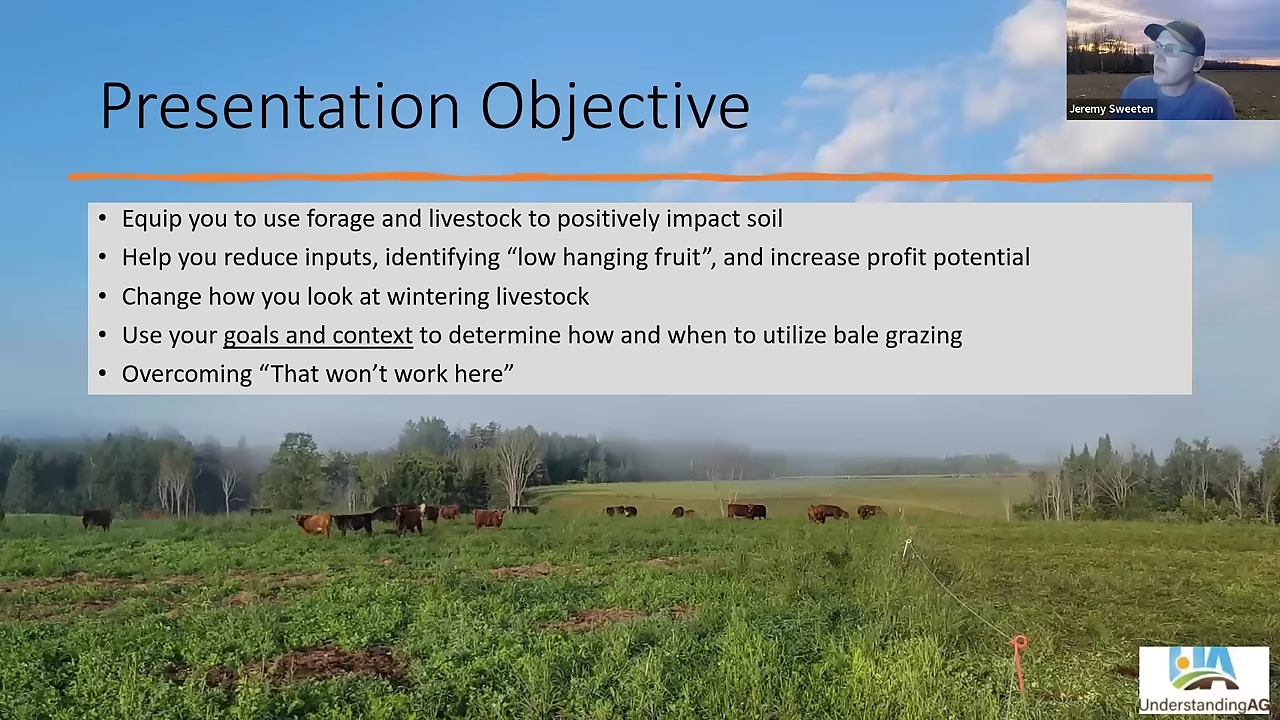 Presentation Objective
Jeremy Sweeten
• Equip you to use forage and livestock to positively impact soil
• Help you reduce inputs, identifying “low hanging fruit”, and increase profit potential
• Change how you look at wintering livestock
• Use your goals and context to determine how and when to utilize bale grazing
• Overcoming “That won’t work here”
UA
UnderstandingAG